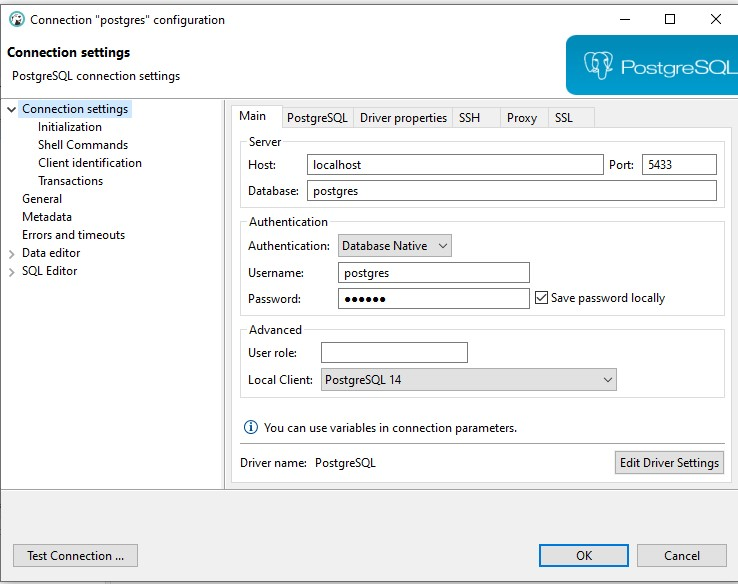 Connection "postgres" configuration
Connection settings
PostgreSQL connection settings
PostgreSQL
Connection settings
Initialization
Shell Commands
Client identification
Transactions
General
Metadata
Errors and timeouts
Data editor
SQL Editor
Main PostgreSQL Driver properties SSH Proxy SSL
Server
Host: localhost Port: 5433
Database: postgres
Authentication
Authentication: Database Native
Username: postgres
Password: ●●●●●● Save password locally
Advanced
User role:
Local Client: PostgreSQL 14
You can use variables in connection parameters.
Driver name: PostgreSQL Edit Driver Settings
Test Connection ... OK Cancel